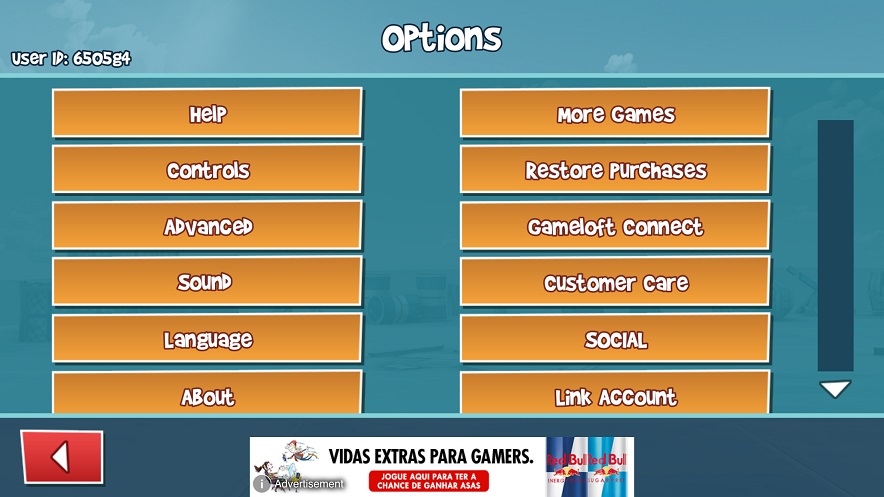 Options
User ID: 6505g4
Help
More Games
Controls
Restore Purchases
Advanced
Gameloft Connect
Sound
Customer Care
Language
SOCIAL
About
Link Account
VIDAS EXTRAS PARA GAMERS.
JOGUE AQUI PARA TER A
CHANCE DE GANHAR ASAS
i Advertisement
Red Bull Red Bull